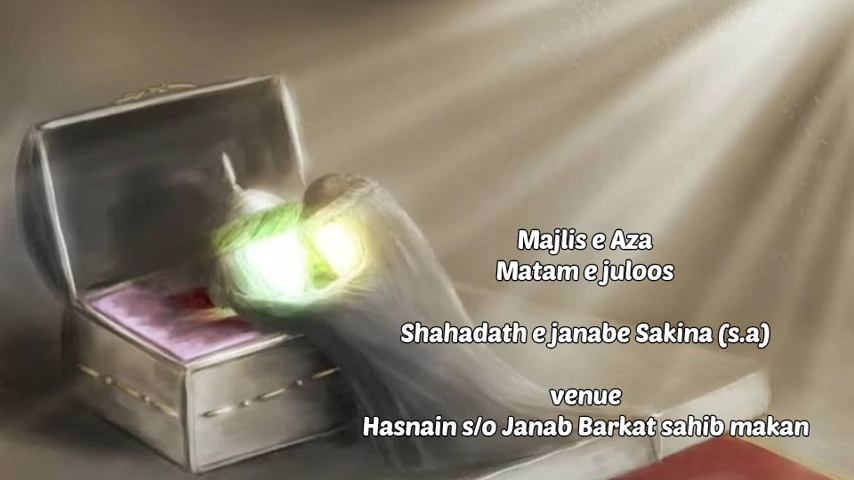 Majlis e Aza
Matam e juloos
Shahadath e janabe Sakina (s.a)
venue
Hasnain s/o Janab Barkat sahib makan